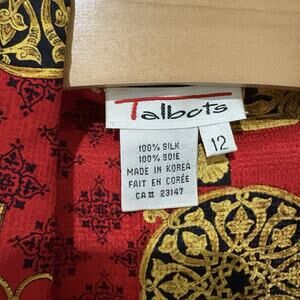 Talbots
12
100% SILK
100% SOIE
MADE IN KOREA
FAIT EN CORÉE
CA# 23147